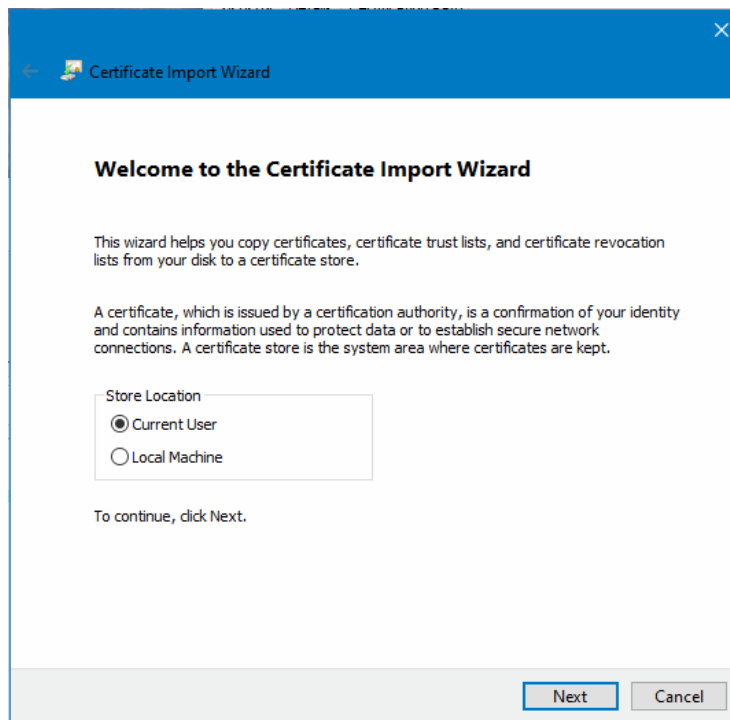 Certificate Import Wizard
Welcome to the Certificate Import Wizard
This wizard helps you copy certificates, certificate trust lists, and certificate revocation
lists from your disk to a certificate store.
A certificate, which is issued by a certification authority, is a confirmation of your identity
and contains information used to protect data or to establish secure network
connections. A certificate store is the system area where certificates are kept.
Store Location
Current User
Local Machine
To continue, click Next.
Next
Cancel